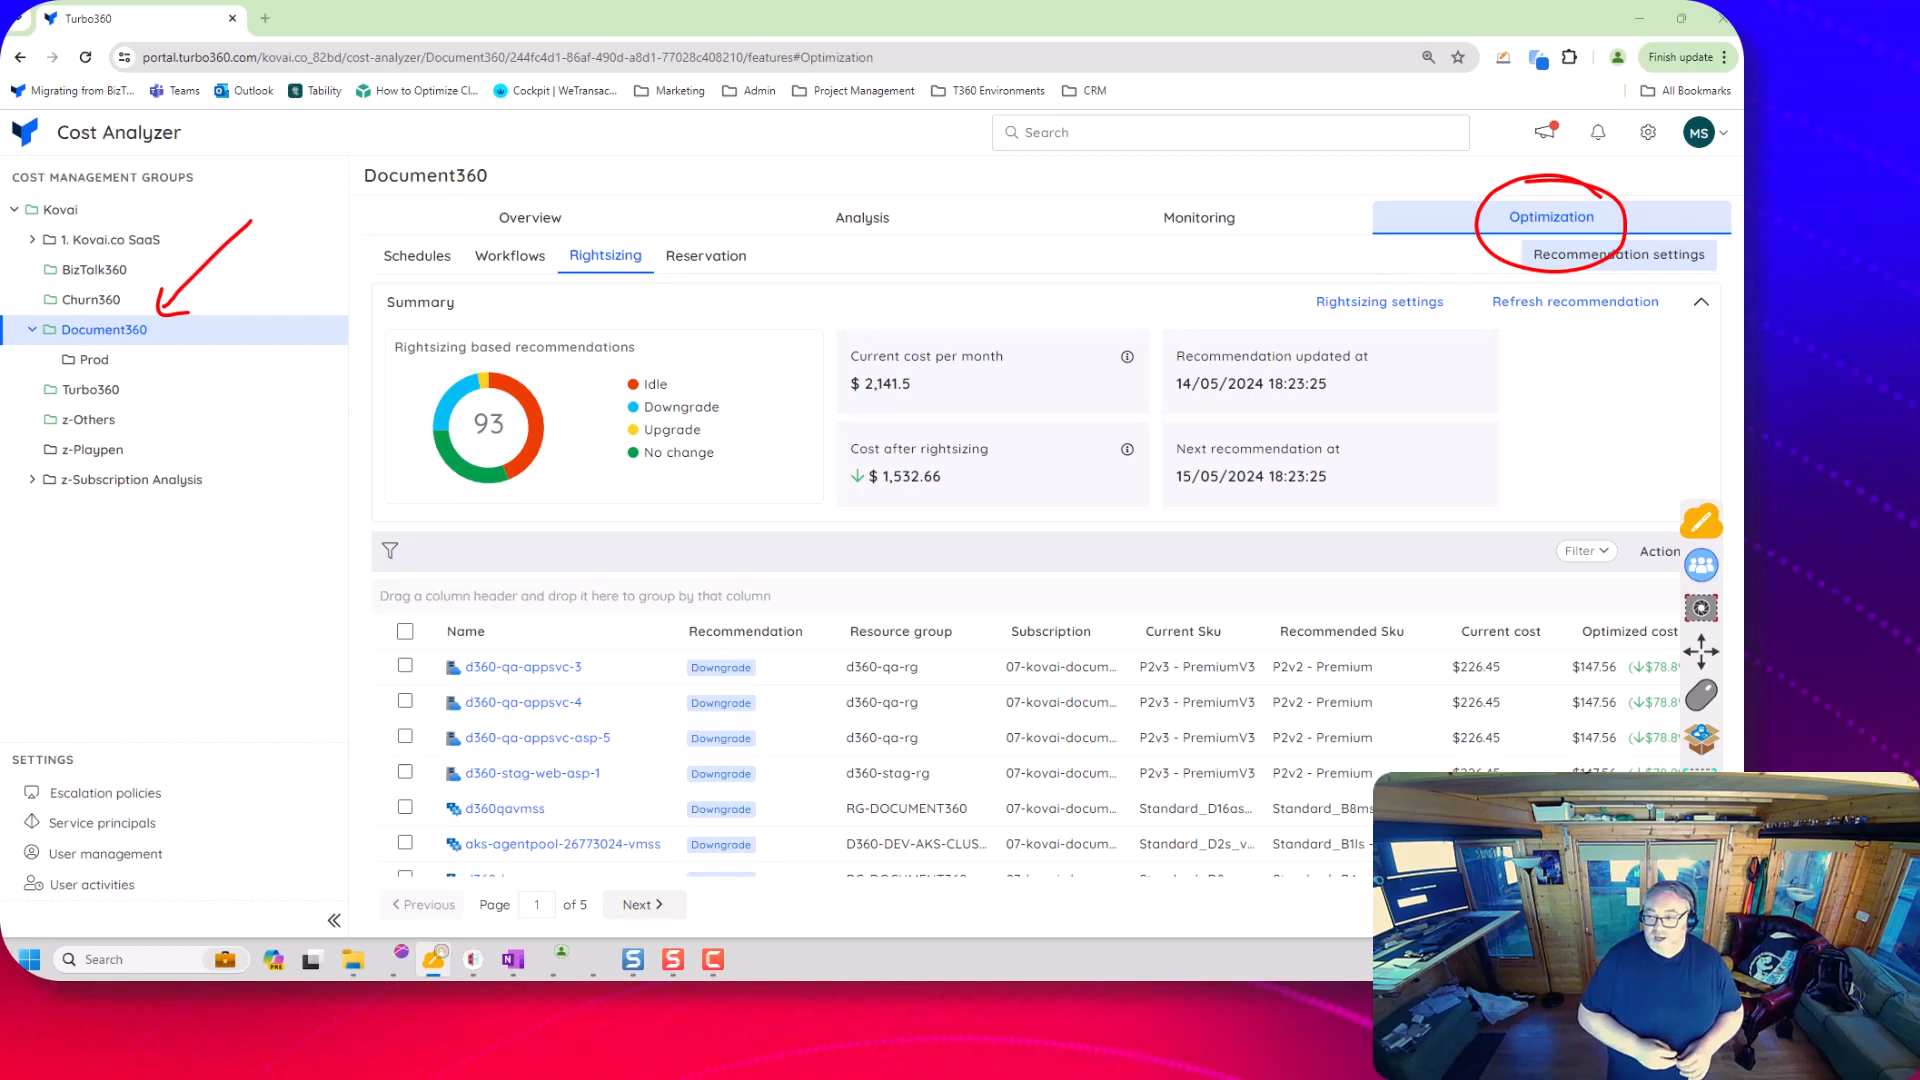 Turbo360
portal.turbo360.com/kovai.co_82bd/cost-analyzer/Document360/244fc4d1-86af-490d-a8d1-77028c408210/features#Optimization
Finish update
Migrating from BizT... Teams Outlook Tability How to Optimize Cl... Cockpit | WeTransac... Marketing Admin Project Management T360 Environments CRM All Bookmarks
Cost Analyzer
Search
MS
COST MANAGEMENT GROUPS
Kovai
1. Kovai.co SaaS
BizTalk360
Churn360
Document360
Prod
Turbo360
z-Others
z-Playpen
z-Subscription Analysis
SETTINGS
Escalation policies
Service principals
User management
User activities
Document360
Overview Analysis Monitoring Optimization
Schedules Workflows Rightsizing Reservation Recommendation settings
Summary Rightsizing settings Refresh recommendation
Rightsizing based recommendations
93
Idle
Downgrade
Upgrade
No change
Current cost per month
$ 2,141.5
Cost after rightsizing
$ 1,532.66
Recommendation updated at
14/05/2024 18:23:25
Next recommendation at
15/05/2024 18:23:25
Filter Action
Drag a column header and drop it here to group by that column
Name Recommendation Resource group Subscription Current Sku Recommended Sku Current cost Optimized cost
d360-qa-appsvc-3 Downgrade d360-qa-rg 07-kovai-docum... P2v3 - PremiumV3 P2v2 - Premium $226.45 $147.56 (↓$78.8
d360-qa-appsvc-4 Downgrade d360-qa-rg 07-kovai-docum... P2v3 - PremiumV3 P2v2 - Premium $226.45 $147.56 (↓$78.8
d360-qa-appsvc-asp-5 Downgrade d360-qa-rg 07-kovai-docum... P2v3 - PremiumV3 P2v2 - Premium $226.45 $147.56 (↓$78.8
d360-stag-web-asp-1 Downgrade d360-stag-rg 07-kovai-docum... P2v3 - PremiumV3 P2v2 - Premium
d360qavmss Downgrade RG-DOCUMENT360 07-kovai-docum... Standard_D16as... Standard_B8ms
aks-agentpool-26773024-vmss Downgrade D360-DEV-AKS-CLUS... 07-kovai-docum... Standard_D2s_v... Standard_B1ls -
Previous Page 1 of 5 Next
Search
PRE
N
S
S
C